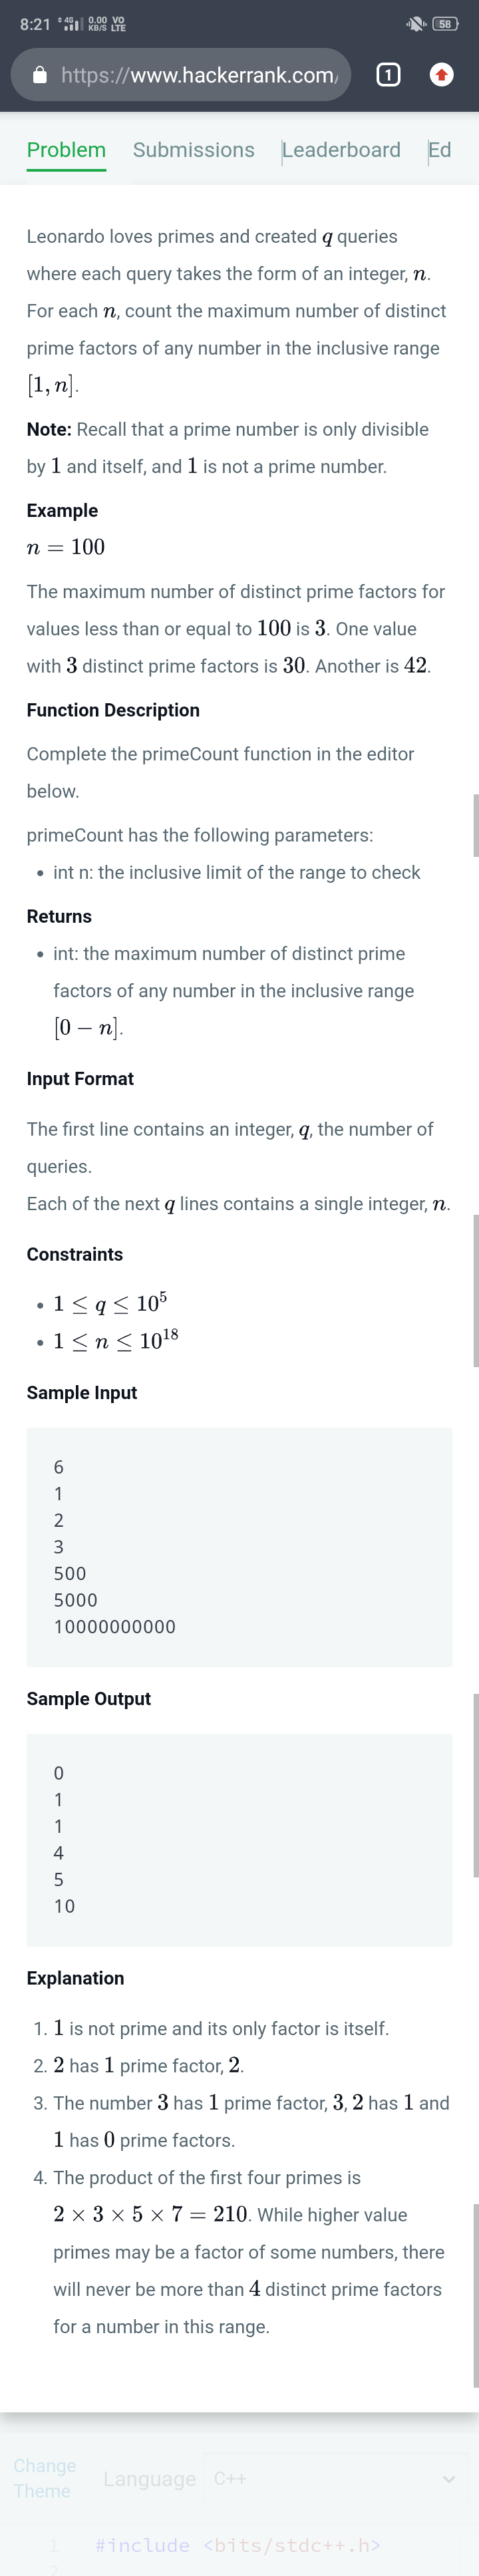 8:21 4G 0.00 KB/S VO LTE 58
https://www.hackerrank.com/ 1
Problem Submissions Leaderboard Ed
Leonardo loves primes and created q queries
where each query takes the form of an integer, n.
For each n, count the maximum number of distinct
prime factors of any number in the inclusive range
[1, n].
Note: Recall that a prime number is only divisible
by 1 and itself, and 1 is not a prime number.
Example
n = 100
The maximum number of distinct prime factors for
values less than or equal to 100 is 3. One value
with 3 distinct prime factors is 30. Another is 42.
Function Description
Complete the primeCount function in the editor
below.
primeCount has the following parameters:
• int n: the inclusive limit of the range to check
Returns
• int: the maximum number of distinct prime
factors of any number in the inclusive range
[0 − n].
Input Format
The first line contains an integer, q, the number of
queries.
Each of the next q lines contains a single integer, n.
Constraints
• 1 ≤ q ≤ 10^5
• 1 ≤ n ≤ 10^18
Sample Input
6
1
2
3
500
5000
10000000000
Sample Output
0
1
1
4
5
10
Explanation
1. 1 is not prime and its only factor is itself.
2. 2 has 1 prime factor, 2.
3. The number 3 has 1 prime factor, 3, 2 has 1 and
1 has 0 prime factors.
4. The product of the first four primes is
2 × 3 × 5 × 7 = 210. While higher value
primes may be a factor of some numbers, there
will never be more than 4 distinct prime factors
for a number in this range.
Change
Theme
Language C++
1 #include <bits/stdc++.h>
2